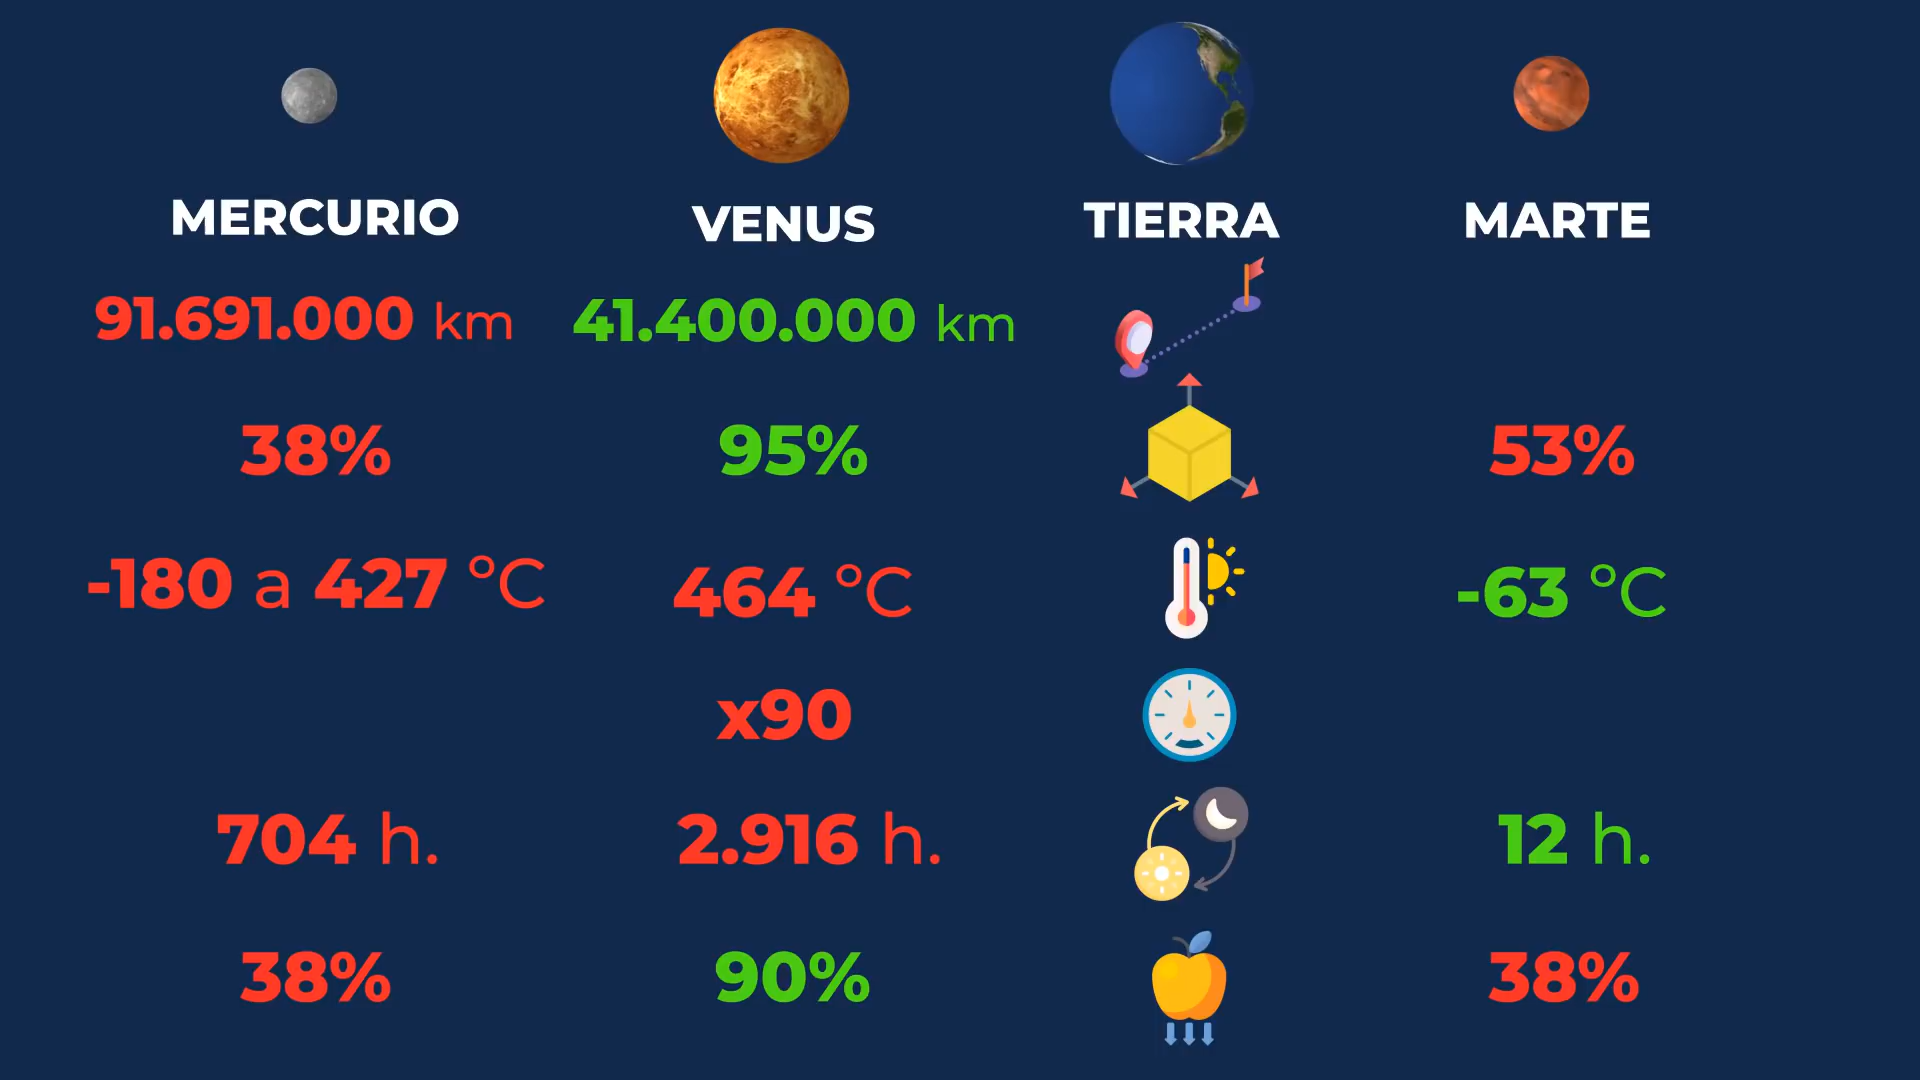 MERCURIO VENUS TIERRA MARTE
91.691.000 km 41.400.000 km
38% 95% 53%
-180 a 427 °C 464 °C -63 °C
x90
704 h. 2.916 h. 12 h.
38% 90% 38%